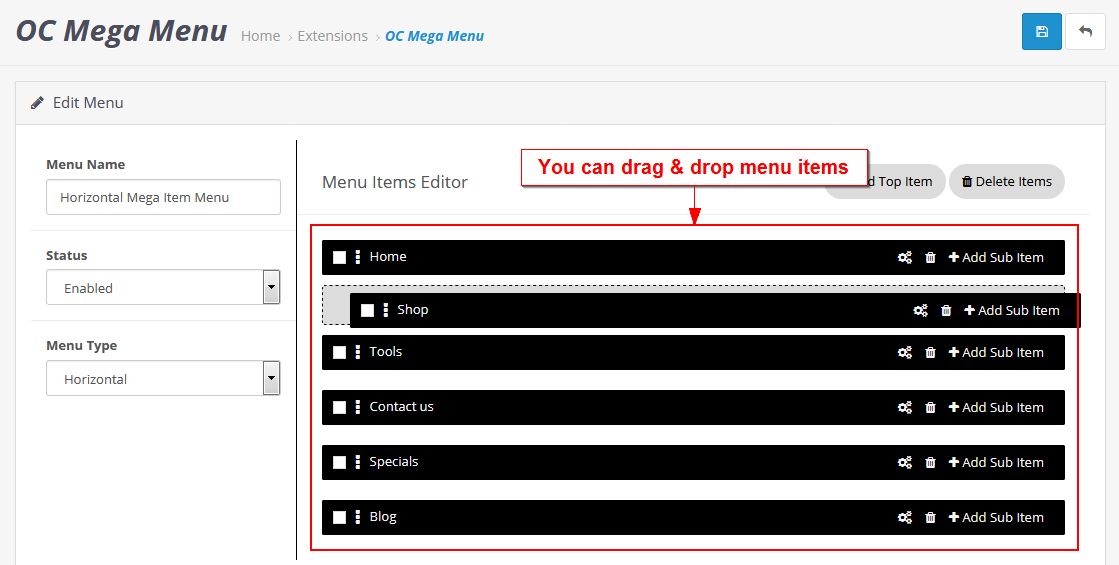 OC Mega Menu Home › Extensions › OC Mega Menu
Edit Menu
Menu Name
Horizontal Mega Item Menu
Status
Enabled
Menu Type
Horizontal
You can drag & drop menu items
Menu Items Editor
Top Item
Delete Items
Home
Add Sub Item
Shop
Add Sub Item
Tools
Add Sub Item
Contact us
Add Sub Item
Specials
Add Sub Item
Blog
Add Sub Item